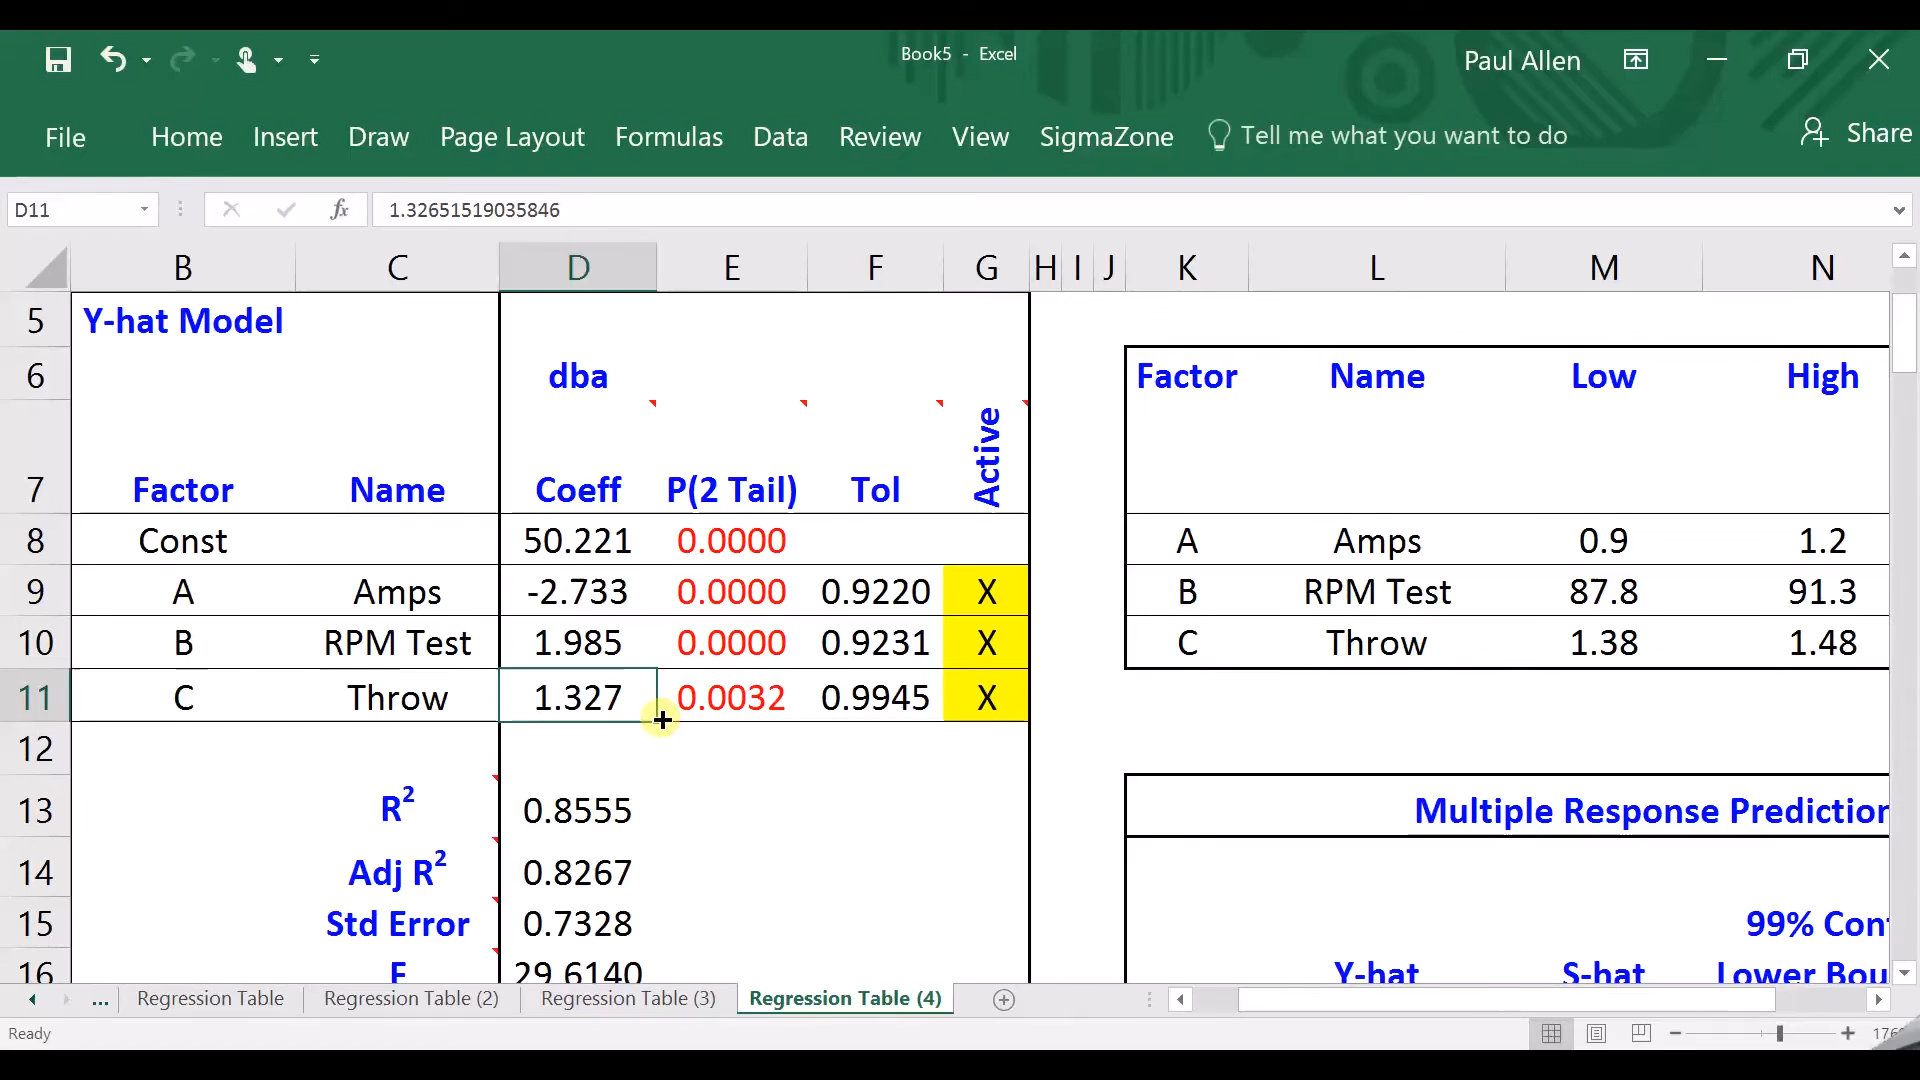 Book5 - Excel
Paul Allen
File Home Insert Draw Page Layout Formulas Data Review View SigmaZone Tell me what you want to do Share
D11 fx 1.32651519035846
B C D E F G H I J K L M N
5 Y-hat Model
6 dba Factor Name Low High
7 Factor Name Coeff P(2 Tail) Tol Active
8 Const 50.221 0.0000 A Amps 0.9 1.2
9 A Amps -2.733 0.0000 0.9220 X B RPM Test 87.8 91.3
10 B RPM Test 1.985 0.0000 0.9231 X C Throw 1.38 1.48
11 C Throw 1.327 0.0032 0.9945 X
12
13 R² 0.8555 Multiple Response Prediction
14 Adj R² 0.8267
15 Std Error 0.7328 99% Con
16 F 29.6140 Y-hat S-hat Lower Bou
... Regression Table Regression Table (2) Regression Table (3) Regression Table (4)
Ready